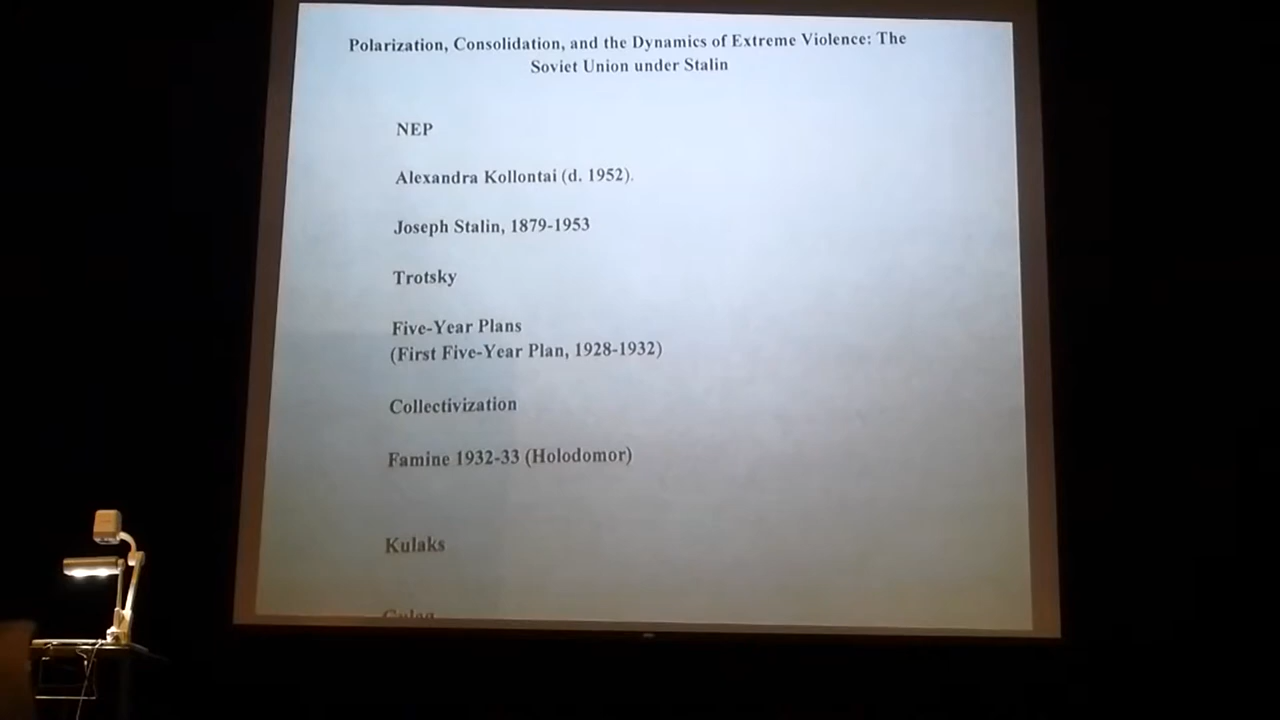 Polarization, Consolidation, and the Dynamics of Extreme Violence: The
Soviet Union under Stalin
NEP
Alexandra Kollontai (d. 1952).
Joseph Stalin, 1879-1953
Trotsky
Five-Year Plans
(First Five-Year Plan, 1928-1932)
Collectivization
Famine 1932-33 (Holodomor)
Kulaks
Gulag